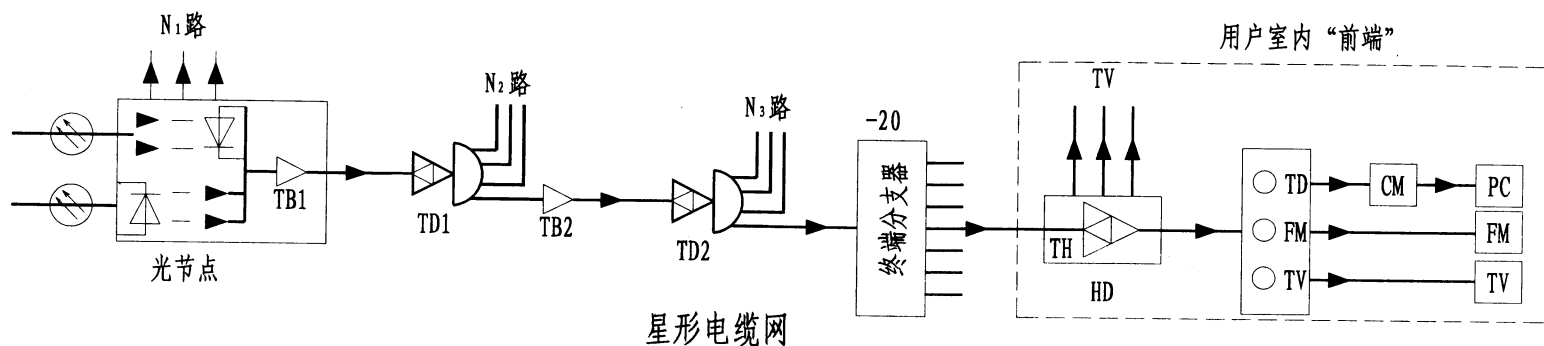 N₁路
光节点
TB1
TD1
N₂路
TB2
TD2
N₃路
-20
终端分支器
星形电缆网
用户室内“前端”
TV
TH
HD
TD
CM
PC
FM
FM
TV
TV